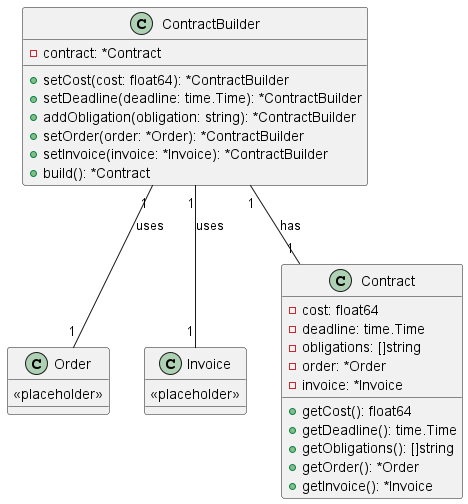 C ContractBuilder
contract: *Contract
setCost(cost: float64): *ContractBuilder
setDeadline(deadline: time.Time): *ContractBuilder
addObligation(obligation: string): *ContractBuilder
setOrder(order: *Order): *ContractBuilder
setInvoice(invoice: *Invoice): *ContractBuilder
build(): *Contract
1 1 1
uses uses has
1
1 1
C Order
«placeholder»
C Invoice
«placeholder»
C Contract
cost: float64
deadline: time.Time
obligations: []string
order: *Order
invoice: *Invoice
getCost(): float64
getDeadline(): time.Time
getObligations(): []string
getOrder(): *Order
getInvoice(): *Invoice